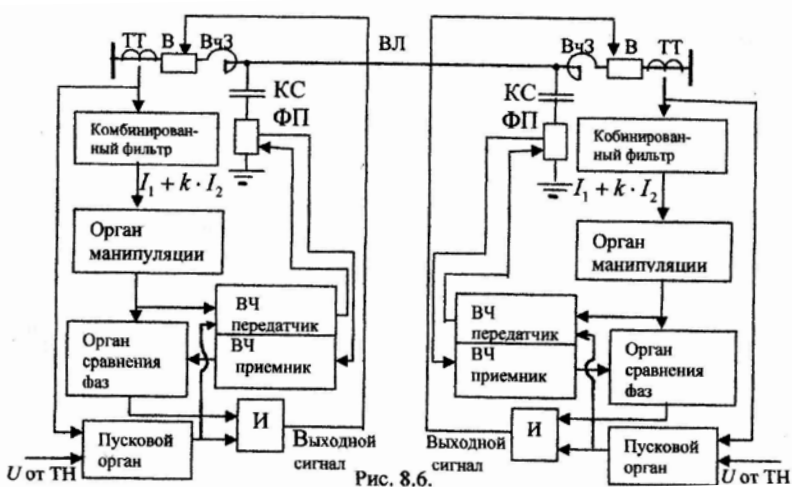 ТТ В ВчЗ ВЛ ВчЗ В ТТ
КС
ФП
КС
ФП
Комбинирован-
ный фильтр
Кобинированный
фильтр
I₁ + k · I₂
I₁ + k · I₂
Орган
манипуляции
Орган
манипуляции
ВЧ
передатчик
ВЧ
приемник
ВЧ
передатчик
ВЧ
приемник
Орган
сравнения
фаз
Орган
сравнения
фаз
И
И
Выходной
сигнал
Выходной
сигнал
Пусковой
орган
Пусковой
орган
U от ТН
U от ТН
Рис. 8.6.